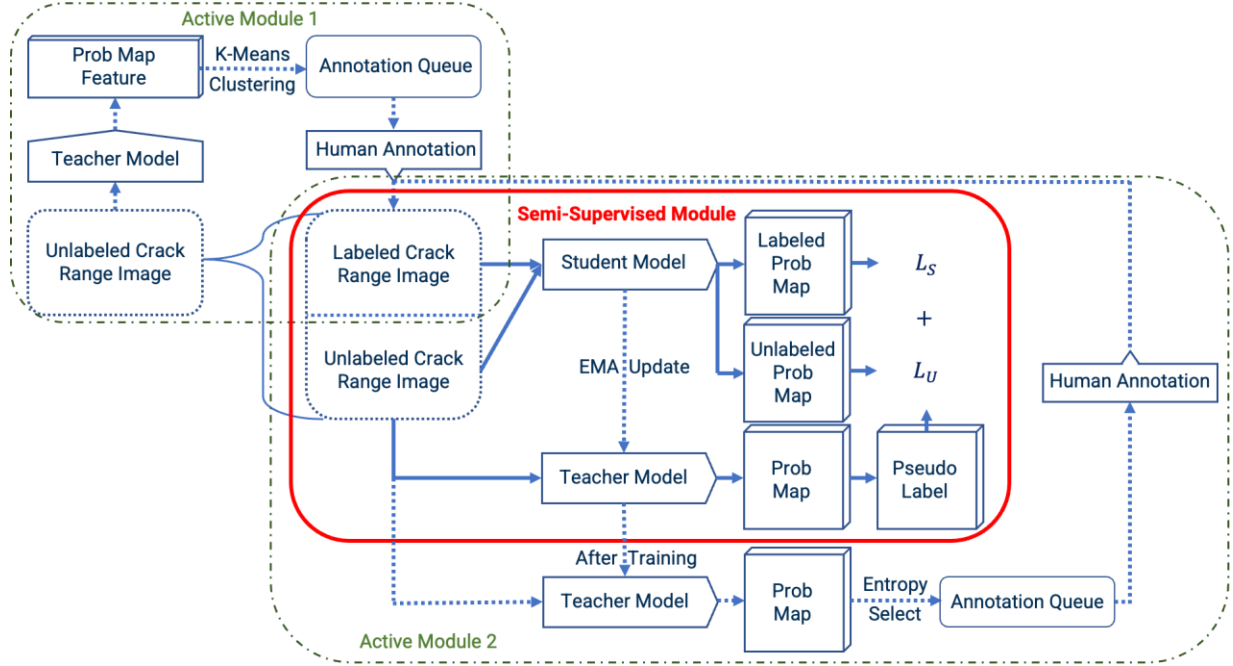 Active Module 1
Prob Map
Feature
K-Means
Clustering
Annotation Queue
Teacher Model
Human Annotation
Unlabeled Crack
Range Image
Semi-Supervised Module
Labeled Crack
Range Image
Student Model
Labeled
Prob
Map
L_S
+
Unlabeled Crack
Range Image
EMA Update
Unlabeled
Prob
Map
L_U
Human Annotation
Teacher Model
Prob
Map
Pseudo
Label
After Training
Teacher Model
Prob
Map
Entropy
Select
Annotation Queue
Active Module 2